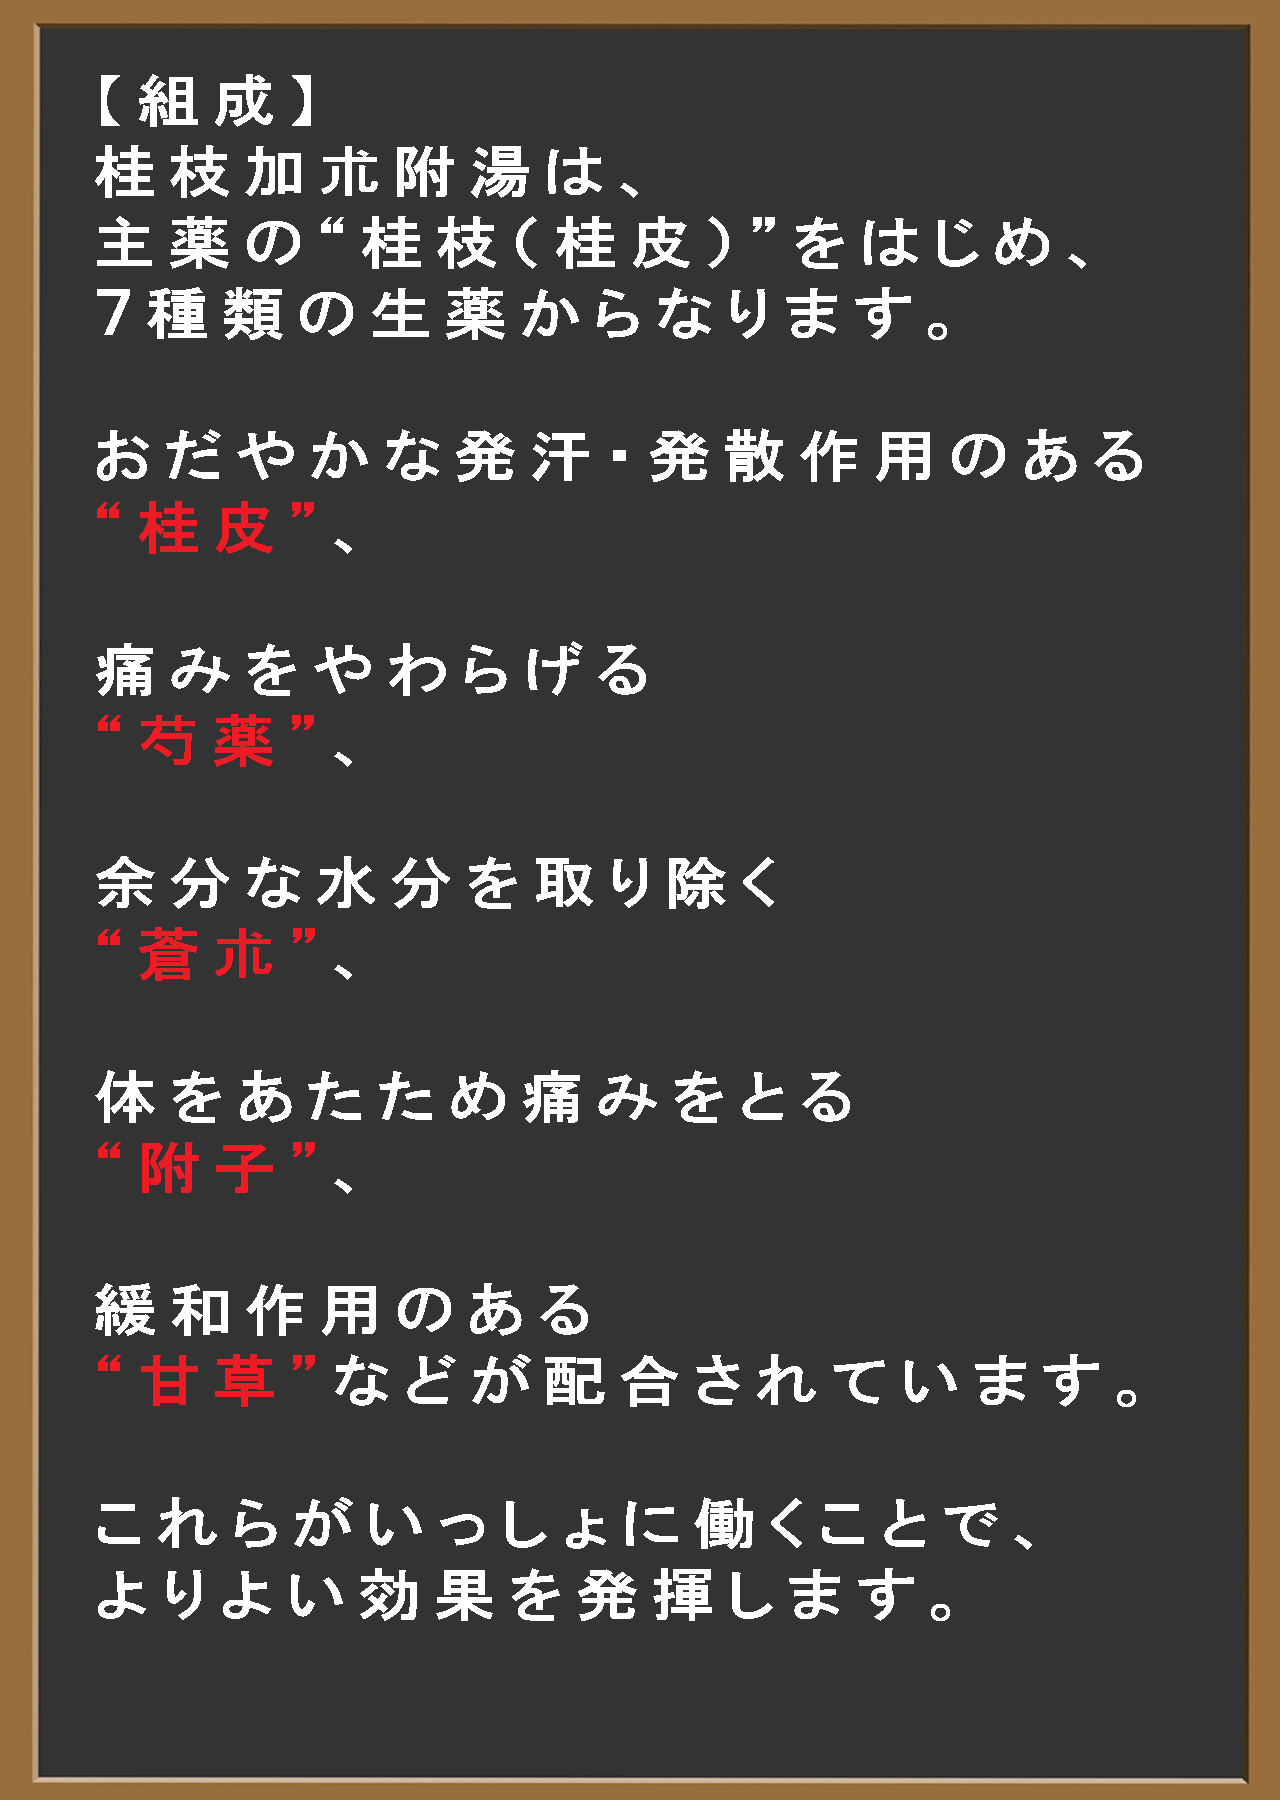 【組成】
桂枝加朮附湯は、
主薬の“桂枝（桂皮）”をはじめ、
７種類の生薬からなります。
おだやかな発汗・発散作用のある
“桂皮”、
痛みをやわらげる
“芍薬”、
余分な水分を取り除く
“蒼朮”、
体をあたため痛みをとる
“附子”、
緩和作用のある
“甘草”などが配合されています。
これらがいっしょに働くことで、
よりよい効果を発揮します。